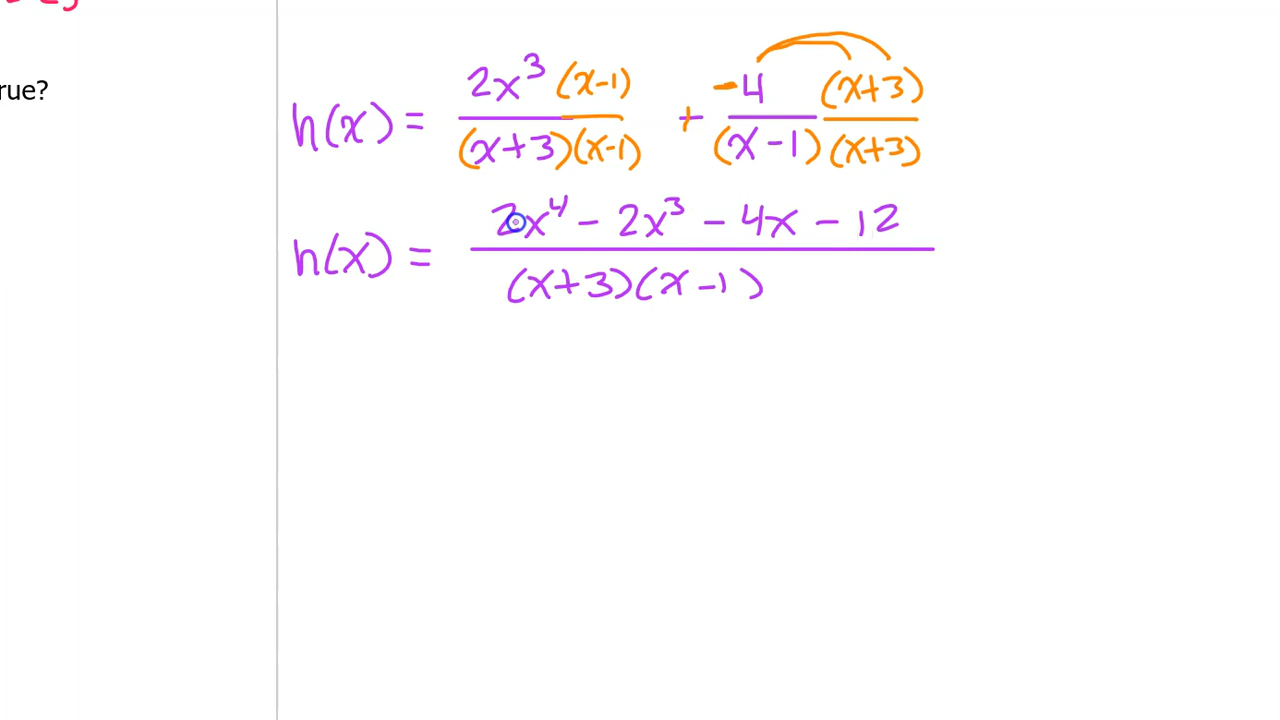 rue?
h(x) = 2x³(x-1)/(x+3)(x-1) + -4(x+3)/(x-1)(x+3)
h(x) = 2x⁴ - 2x³ - 4x - 12/(x+3)(x-1)